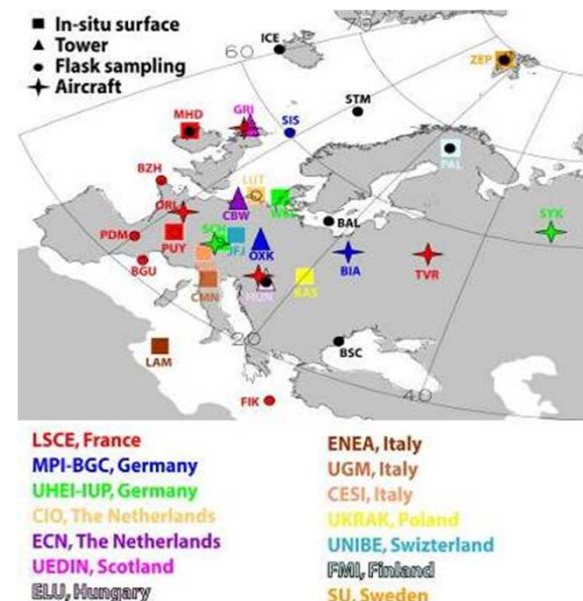 In-situ surface
Tower
Flask sampling
Aircraft
ICE
60
70
ZEP
STM
GRI
MHD
SIS
PAL
BZH
LUT
ORL
CBW
WES
SYK
BAL
PDM
PUY
SCH
JFJ
OXK
BIA
TVR
BGU
CMN
HUN
KAS
20
BSC
LAM
40
FIK
LSCE, France
MPI-BGC, Germany
UHEI-IUP, Germany
CIO, The Netherlands
ECN, The Netherlands
UEDIN, Scotland
ELU, Hungary
ENEA, Italy
UGM, Italy
CESI, Italy
UKRAK, Poland
UNIBE, Swizterland
FMI, Finland
SU, Sweden